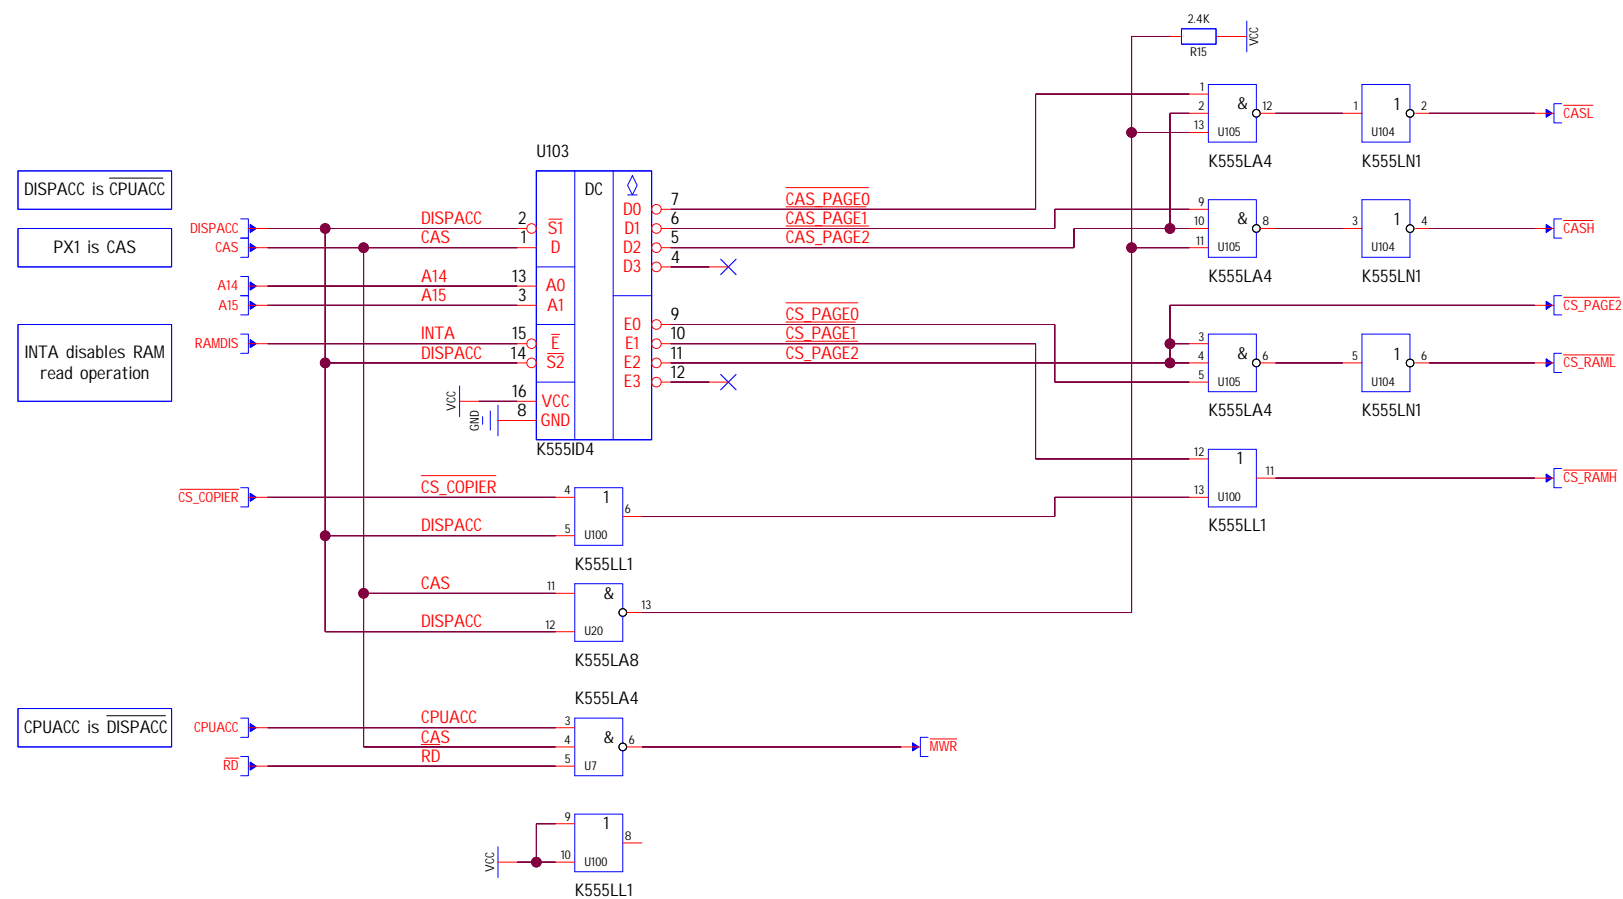 2.4K
VCC
R15
1
2
13
&
U105
12
1
1
2
U104
CASL
K555LA4
K555LN1
U103
DISPACC is CPUACC
DC
DISPACC
DISPACC
2
S1
D0
7
CAS_PAGE0
9
10
11
&
U105
8
3
1
4
U104
CASH
D1
6
CAS_PAGE1
PX1 is CAS
CAS
CAS
1
D
D2
5
CAS_PAGE2
D3
4
K555LA4
K555LN1
A14
A14
13
A0
A15
A15
3
A1
CS_PAGE2
E0
9
CS_PAGE0
INTA disables RAM
read operation
RAMDIS
INTA
15
E
E1
10
CS_PAGE1
DISPACC
14
S2
E2
11
CS_PAGE2
E3
12
3
4
5
&
U105
6
5
1
6
U104
CS_RAML
K555LA4
K555LN1
VCC
16
VCC
GND
8
GND
K555ID4
12
1
13
U100
11
CS_RAMH
K555LL1
CS_COPIER
CS_COPIER
4
1
6
DISPACC
5
U100
K555LL1
CAS
11
&
13
DISPACC
12
U20
K555LA8
K555LA4
CPUACC is DISPACC
CPUACC
CPUACC
3
CAS
4
&
6
MWR
RD
RD
5
U7
9
1
8
VCC
10
U100
K555LL1